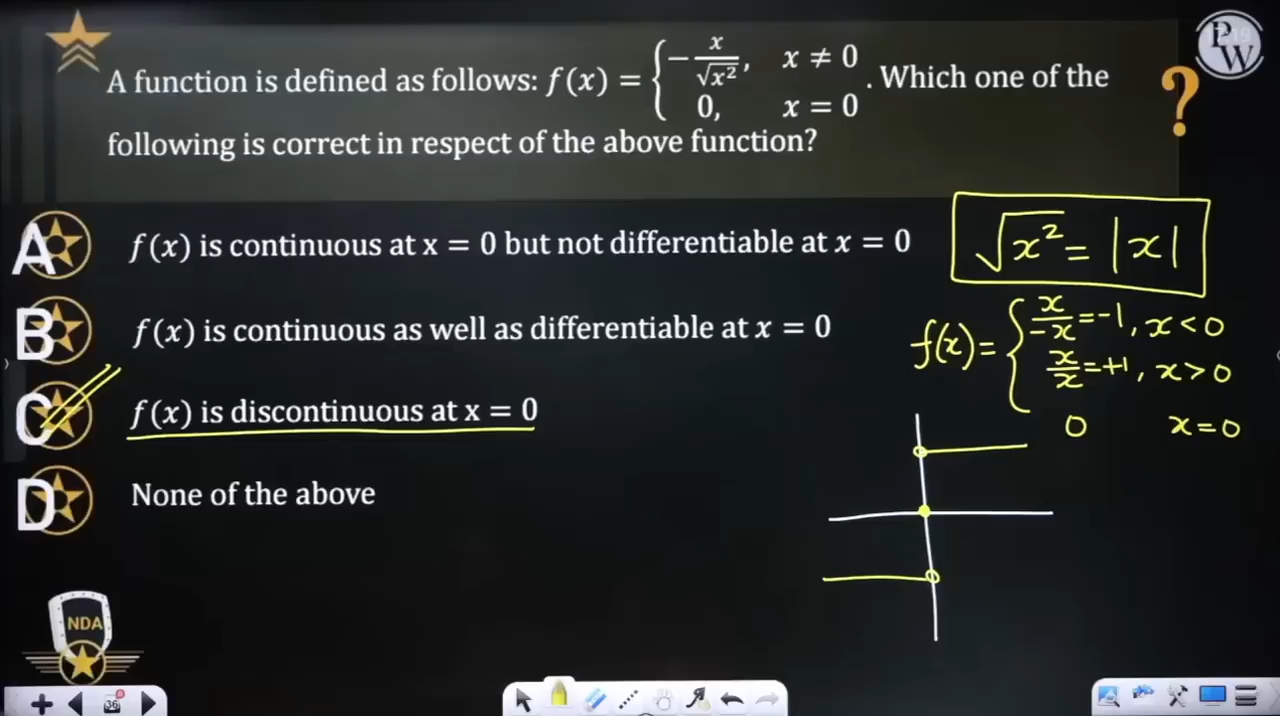 A function is defined as follows: f(x) = { −x/√x², x ≠ 0
0, x = 0 . Which one of the
following is correct in respect of the above function?
?
PW
A f(x) is continuous at x = 0 but not differentiable at x = 0
B f(x) is continuous as well as differentiable at x = 0
C f(x) is discontinuous at x = 0
D None of the above
√x² = |x|
f(x) = { x/−x = −1, x < 0
x/x = +1, x > 0
0 x = 0
NDA
36